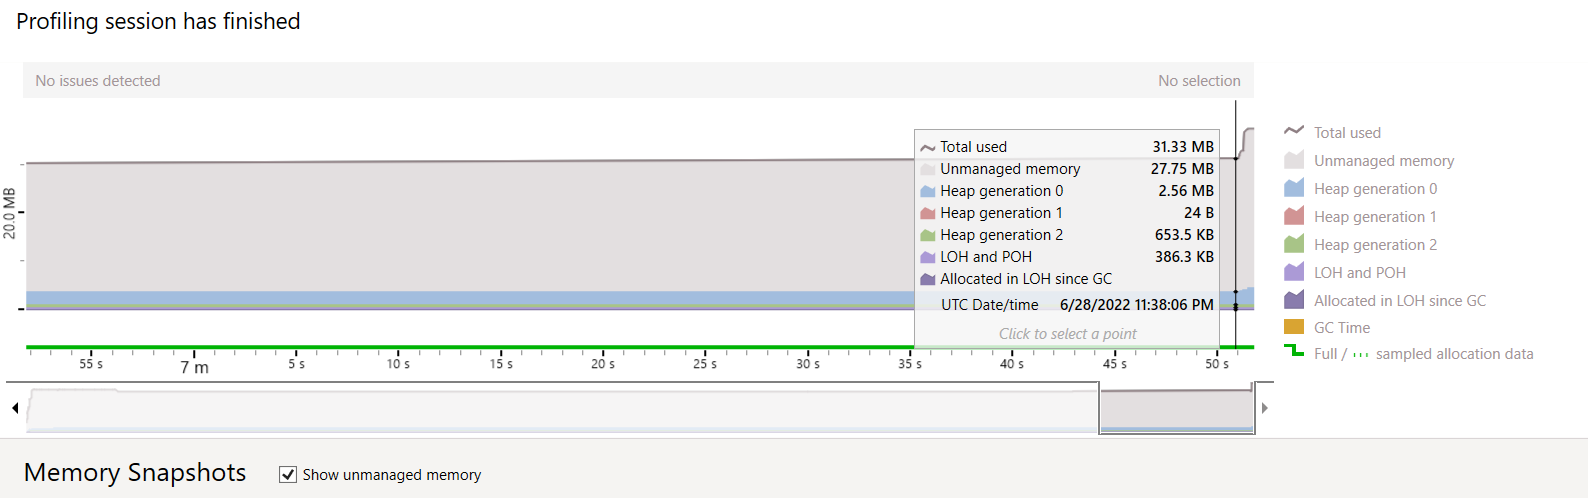 Profiling session has finished
No issues detected
No selection
20.0 MB
Total used 31.33 MB
Unmanaged memory 27.75 MB
Heap generation 0 2.56 MB
Heap generation 1 24 B
Heap generation 2 653.5 KB
LOH and POH 386.3 KB
Allocated in LOH since GC
UTC Date/time 6/28/2022 11:38:06 PM
Click to select a point
Total used
Unmanaged memory
Heap generation 0
Heap generation 1
Heap generation 2
LOH and POH
Allocated in LOH since GC
GC Time
Full / sampled allocation data
55 s 7 m 5 s 10 s 15 s 20 s 25 s 30 s 35 s 40 s 45 s 50 s
Memory Snapshots
Show unmanaged memory